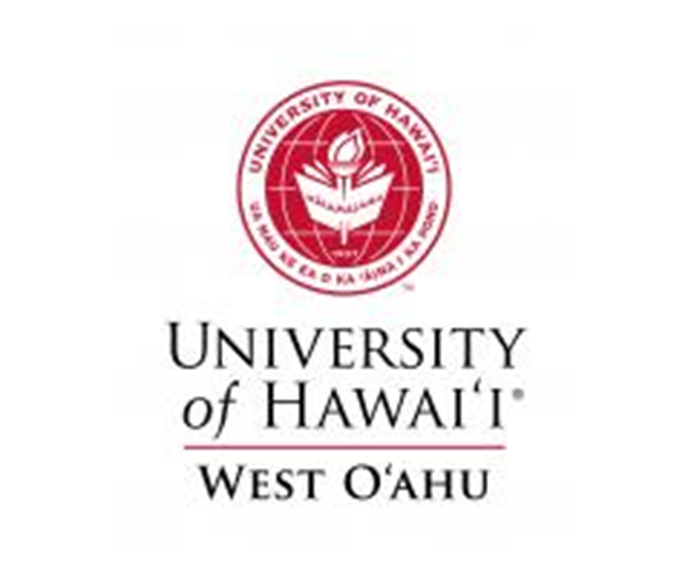 UNIVERSITY OF HAWAI'I
UA MAU KE EA O KA 'ĀINA I KA PONO
UNIVERSITY
of HAWAI‘I®
WEST O‘AHU